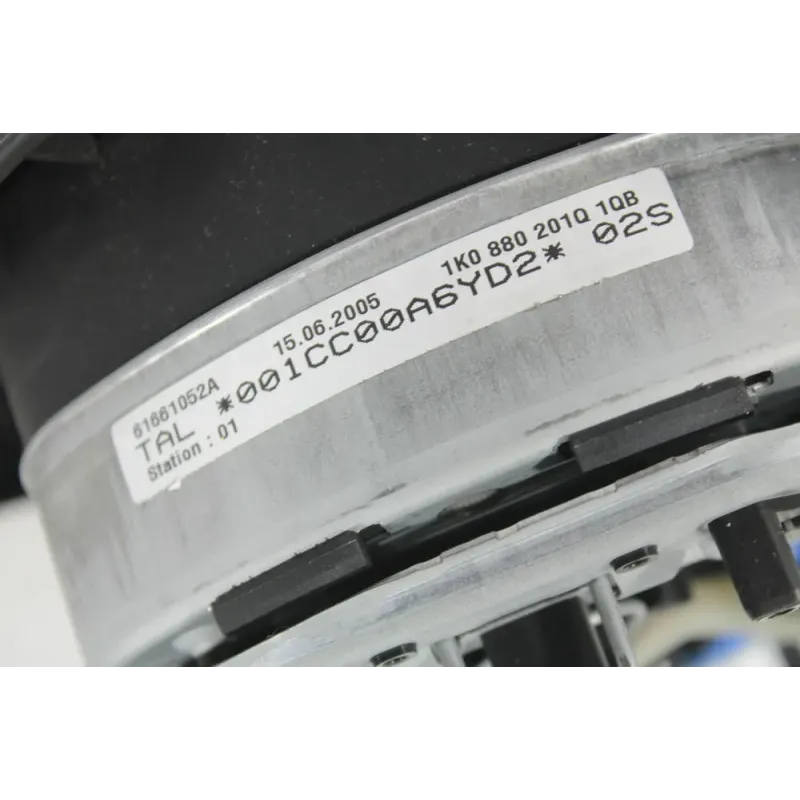 61661052A 15.06.2005 1K0 880 201Q 1QB
TAL *001CC00A6YD2* 02S
Station : 01